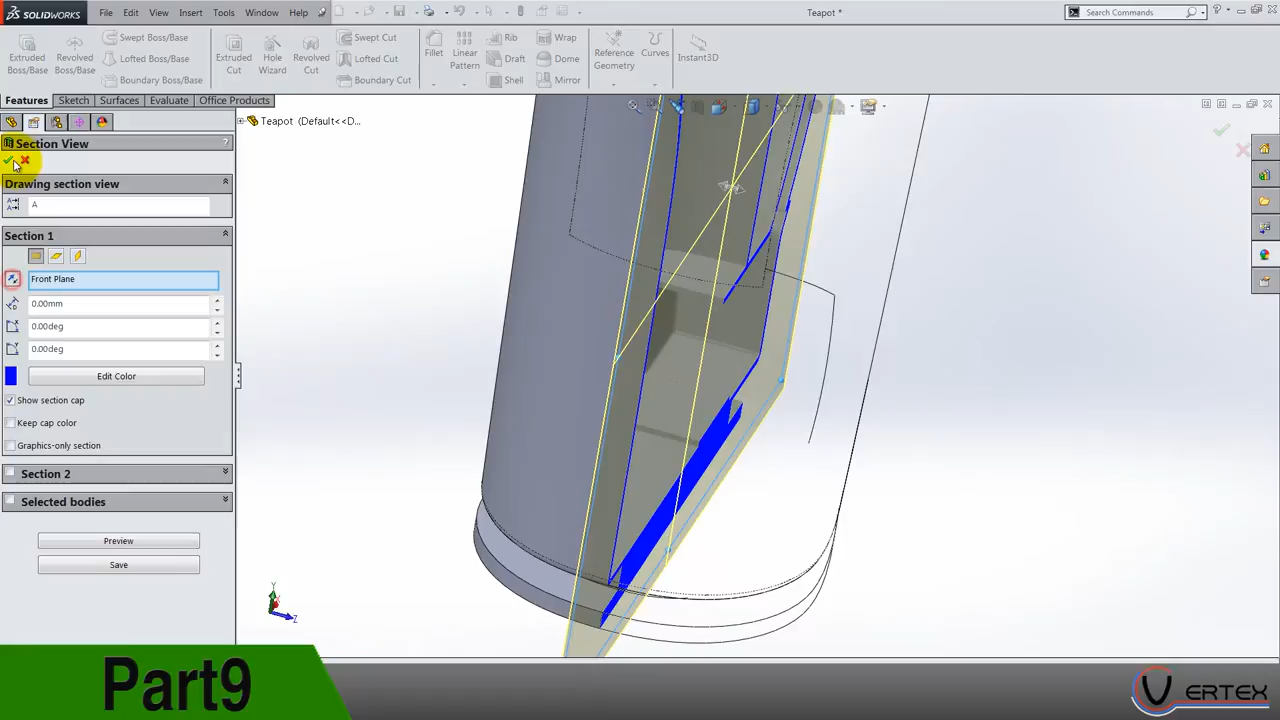 SOLIDWORKS
File Edit View Insert Tools Window Help
Teapot *
Search Commands
Extruded Boss/Base
Revolved Boss/Base
Swept Boss/Base
Lofted Boss/Base
Boundary Boss/Base
Extruded Cut
Hole Wizard
Revolved Cut
Swept Cut
Lofted Cut
Boundary Cut
Fillet
Linear Pattern
Rib
Draft
Shell
Wrap
Dome
Mirror
Reference Geometry
Curves
Instant3D
Features Sketch Surfaces Evaluate Office Products
Teapot (Default<<D...
Section View
?
Drawing section view
A
Section 1
Front Plane
0.00mm
0.00deg
0.00deg
Edit Color
Show section cap
Keep cap color
Graphics-only section
Section 2
Selected bodies
Preview
Save
Y
Z
Part9
VERTEX